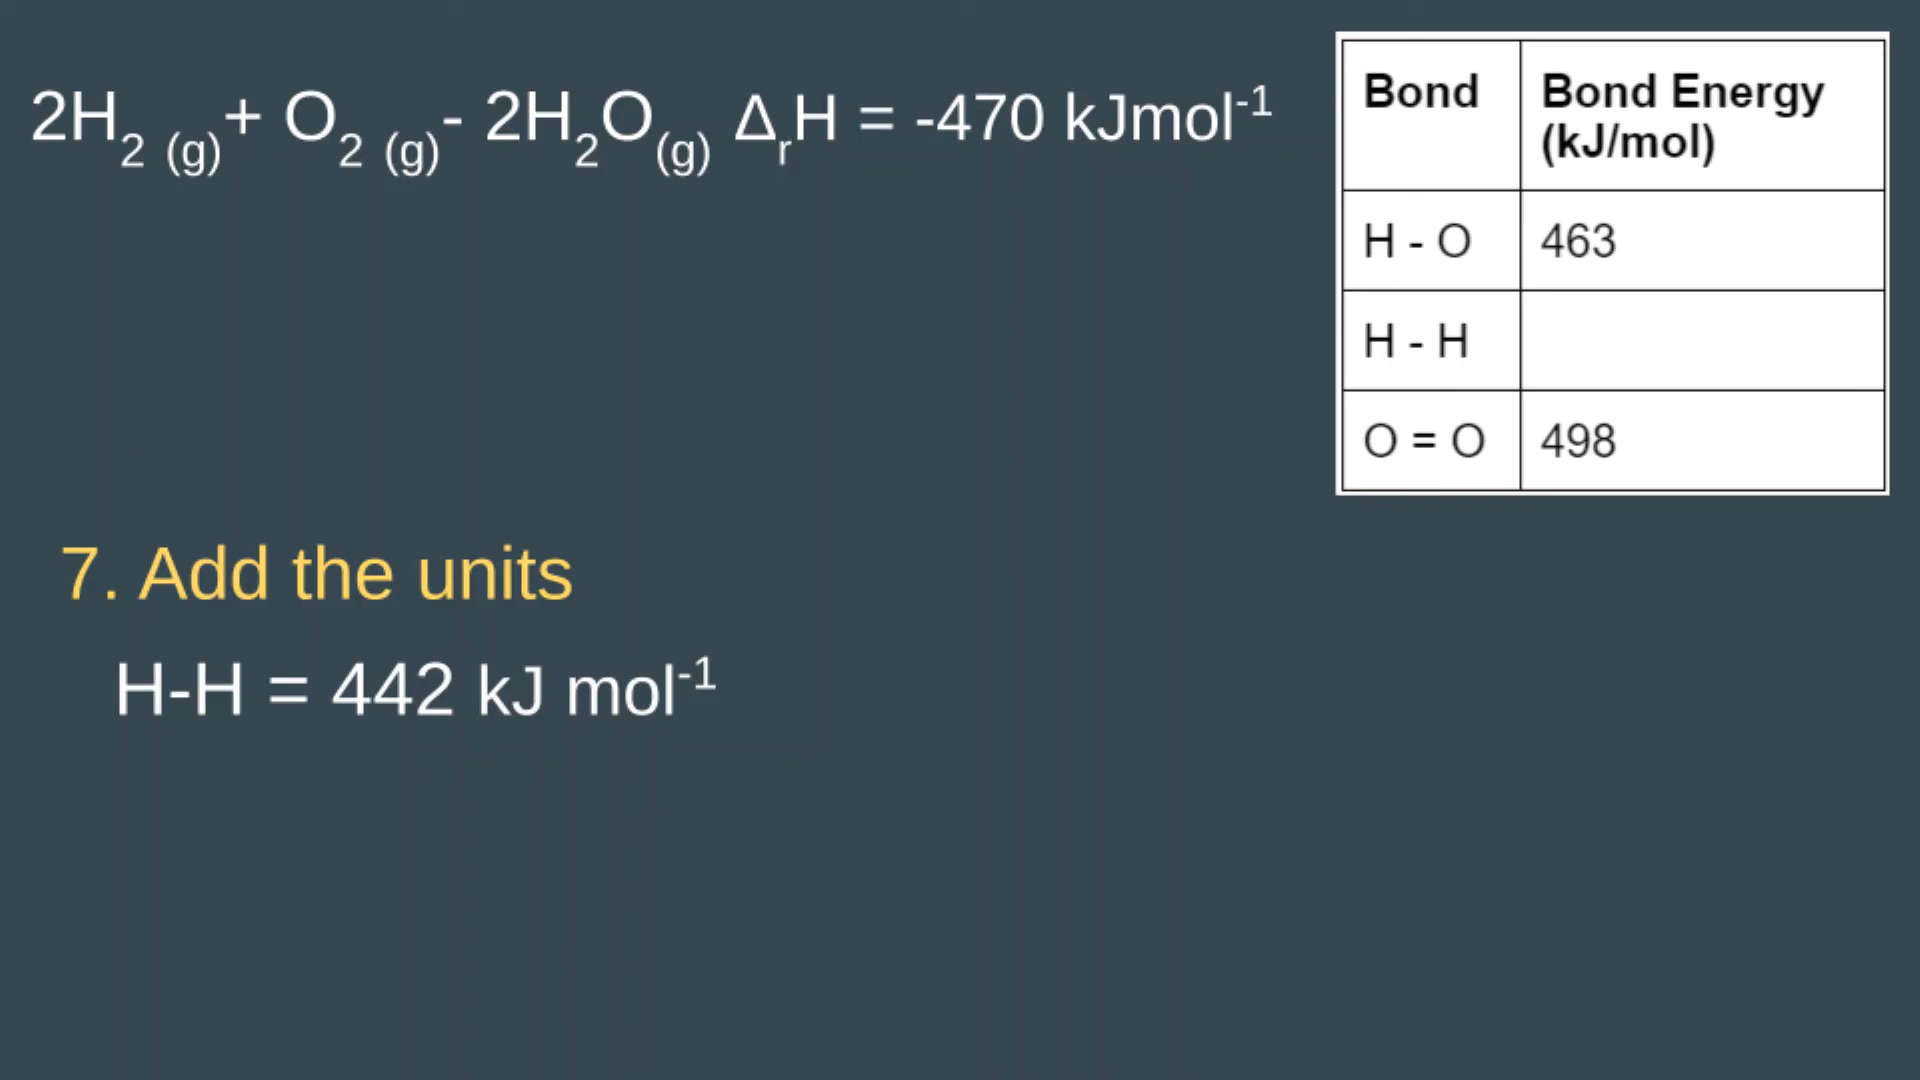 2H₂ (g)+ O₂ (g)- 2H₂O(g) ΔᵣH = -470 kJmol⁻¹
Bond Bond Energy
(kJ/mol)
H - O 463
H - H
O = O 498
7. Add the units
H-H = 442 kJ mol⁻¹